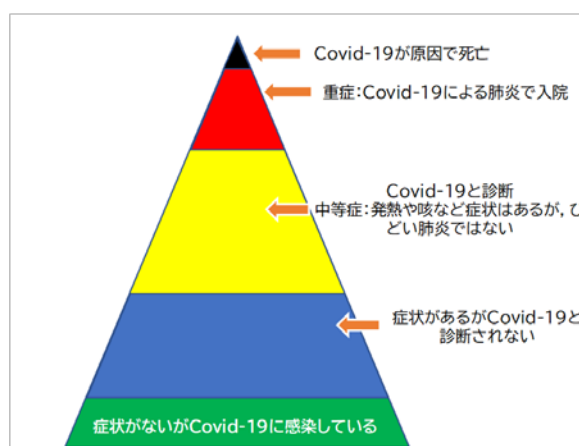 Covid-19が原因で死亡
重症：Covid-19による肺炎で入院
Covid-19と診断
中等症：発熱や咳など症状はあるが，ひ
どい肺炎ではない
症状があるがCovid-19と
診断されない
症状がないがCovid-19に感染している